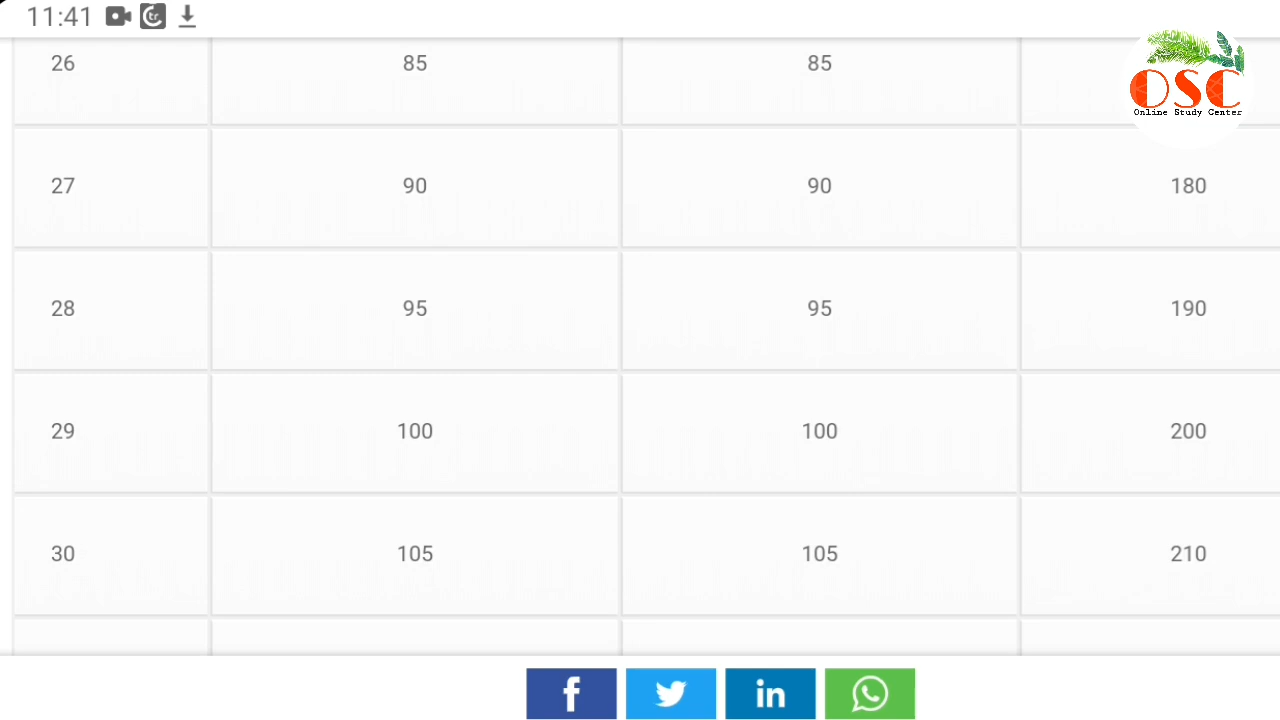 11:41
26 85 85
OSC
Online Study Center
27 90 90 180
28 95 95 190
29 100 100 200
30 105 105 210
f in